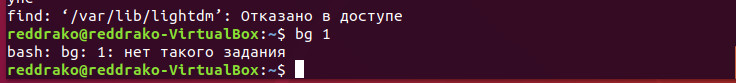 find: ‘/var/lib/lightdm’: Отказано в доступе
reddrako@reddrako-VirtualBox:~$ bg 1
bash: bg: 1: нет такого задания
reddrako@reddrako-VirtualBox:~$